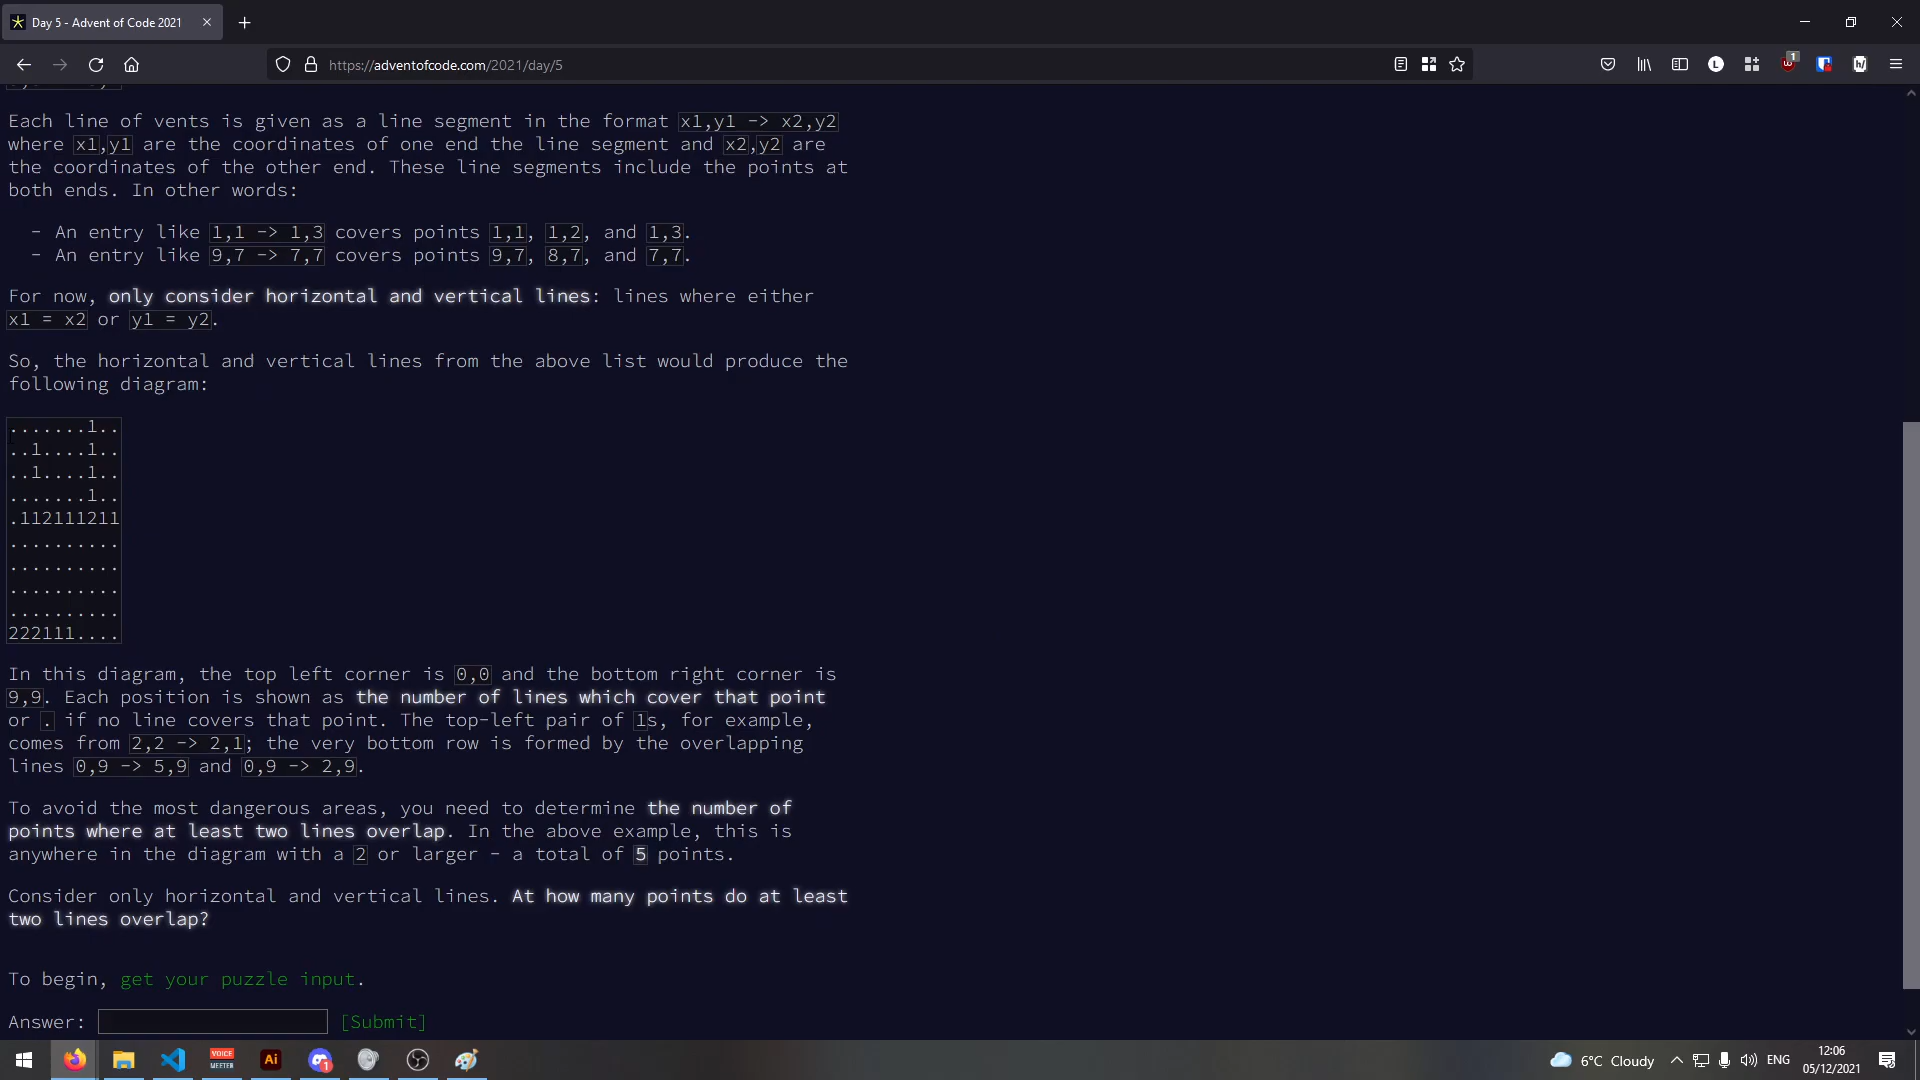 Day 5 - Advent of Code 2021
https://adventofcode.com/2021/day/5
1
Each line of vents is given as a line segment in the format x1,y1 -> x2,y2
where x1,y1 are the coordinates of one end the line segment and x2,y2 are
the coordinates of the other end. These line segments include the points at
both ends. In other words:
- An entry like 1,1 -> 1,3 covers points 1,1, 1,2, and 1,3.
- An entry like 9,7 -> 7,7 covers points 9,7, 8,7, and 7,7.
For now, only consider horizontal and vertical lines: lines where either
x1 = x2 or y1 = y2.
So, the horizontal and vertical lines from the above list would produce the
following diagram:
.......1..
..1....1..
..1....1..
.......1..
.112111211
..........
..........
..........
..........
222111....
In this diagram, the top left corner is 0,0 and the bottom right corner is
9,9. Each position is shown as the number of lines which cover that point
or . if no line covers that point. The top-left pair of 1s, for example,
comes from 2,2 -> 2,1; the very bottom row is formed by the overlapping
lines 0,9 -> 5,9 and 0,9 -> 2,9.
To avoid the most dangerous areas, you need to determine the number of
points where at least two lines overlap. In the above example, this is
anywhere in the diagram with a 2 or larger - a total of 5 points.
Consider only horizontal and vertical lines. At how many points do at least
two lines overlap?
To begin, get your puzzle input.
Answer: [Submit]
VOICE
MEETER
Ai
1
6°C Cloudy
ENG
12:06
05/12/2021